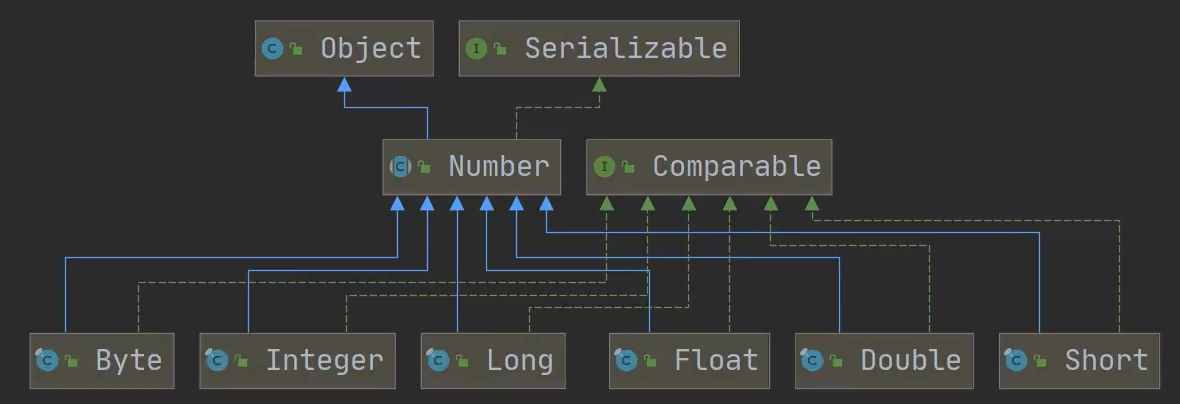 Object Serializable
Number Comparable
Byte Integer Long Float Double Short